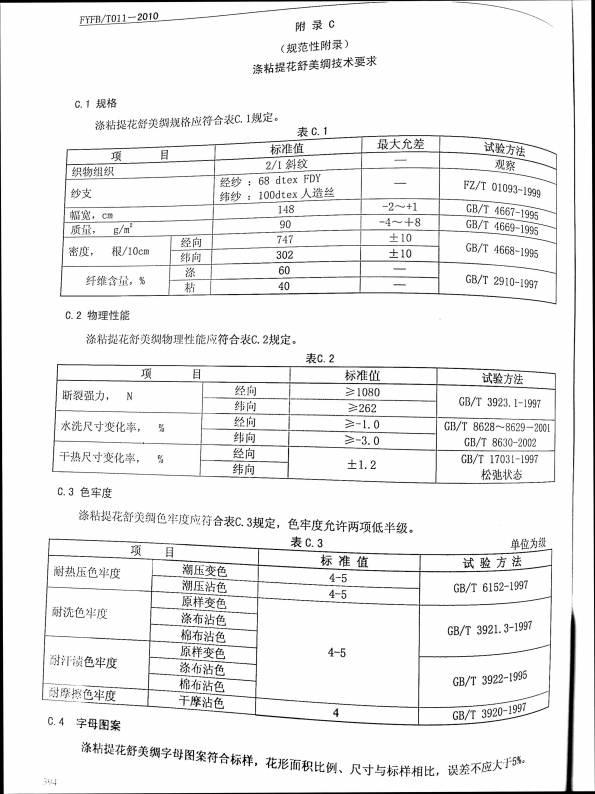 FYFB/T011—2010
附 录 C
（规范性附录）
涤粘提花舒美绸技术要求
C.1 规格
涤粘提花舒美绸规格应符合表C.1规定。
表 C.1
项 目 标准值 最大允差 试验方法
织物组织 2/1 斜纹 — 观察
纱支 经纱 : 68 dtex FDY — FZ/T 01093-1999
纬纱 : 100dtex 人造丝
幅宽, cm 148 -2～+1 GB/T 4667-1995
质量, g/m² 90 -4～+8 GB/T 4669-1995
密度, 根/10cm 经向 747 ±10 GB/T 4668-1995
纬向 302 ±10
纤维含量, % 涤 60 — GB/T 2910-1997
粘 40 —
C.2 物理性能
涤粘提花舒美绸物理性能应符合表C.2规定。
表C.2
项 目 标准值 试验方法
断裂强力, N 经向 ≥1080 GB/T 3923.1-1997
纬向 ≥262
水洗尺寸变化率, % 经向 ≥-1.0 GB/T 8628～8629-2001
纬向 ≥-3.0 GB/T 8630-2002
干热尺寸变化率, % 经向 ±1.2 GB/T 17031-1997
纬向 松弛状态
C.3 色牢度
涤粘提花舒美绸色牢度应符合表C.3规定，色牢度允许两项低半级。
表 C.3 单位为级
项 目 标 准 值 试 验 方 法
耐热压色牢度 潮压变色 4-5 GB/T 6152-1997
潮压沾色 4-5
耐洗色牢度 原样变色 4-5 GB/T 3921.3-1997
涤布沾色
棉布沾色
耐汗渍色牢度 原样变色 GB/T 3922-1995
涤布沾色
棉布沾色
耐摩擦色牢度 干摩沾色 4 GB/T 3920-1997
C.4 字母图案
涤粘提花舒美绸字母图案符合标样，花形面积比例、尺寸与标样相比，误差不应大于5%。
394